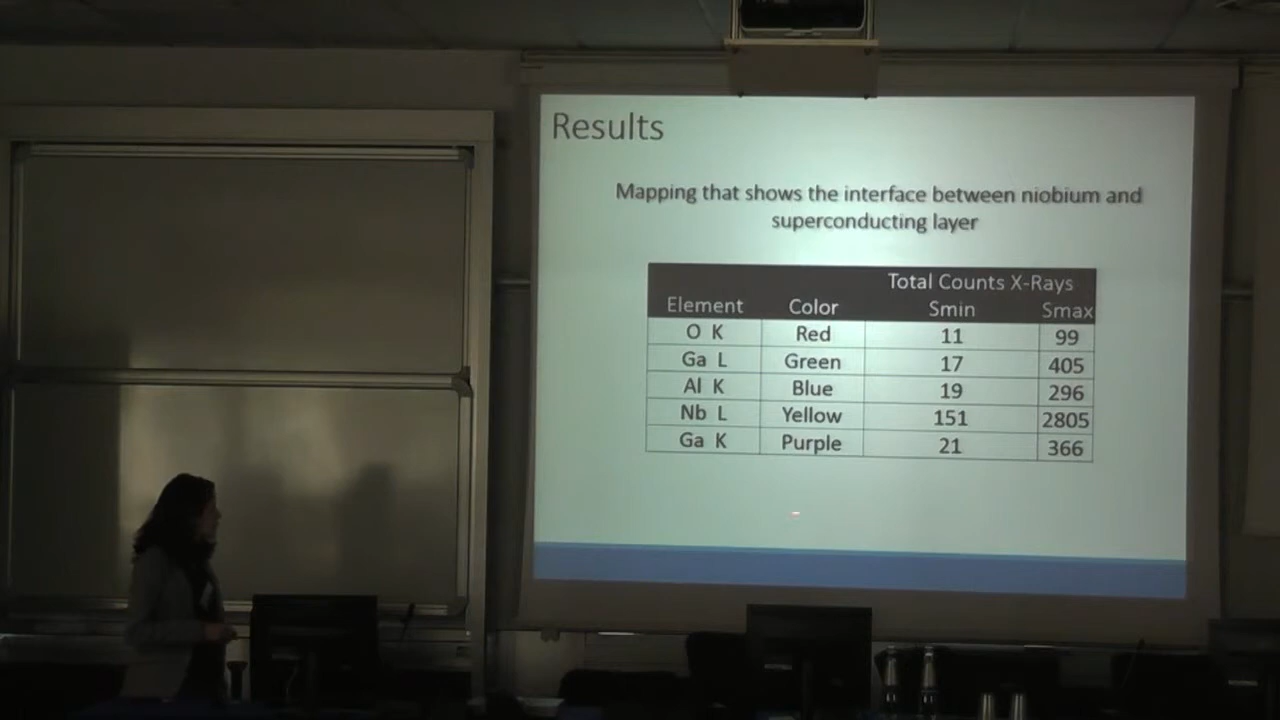 Results
Mapping that shows the interface between niobium and
superconducting layer
Total Counts X-Rays
Element Color Smin Smax
O K Red 11 99
Ga L Green 17 405
Al K Blue 19 296
Nb L Yellow 151 2805
Ga K Purple 21 366